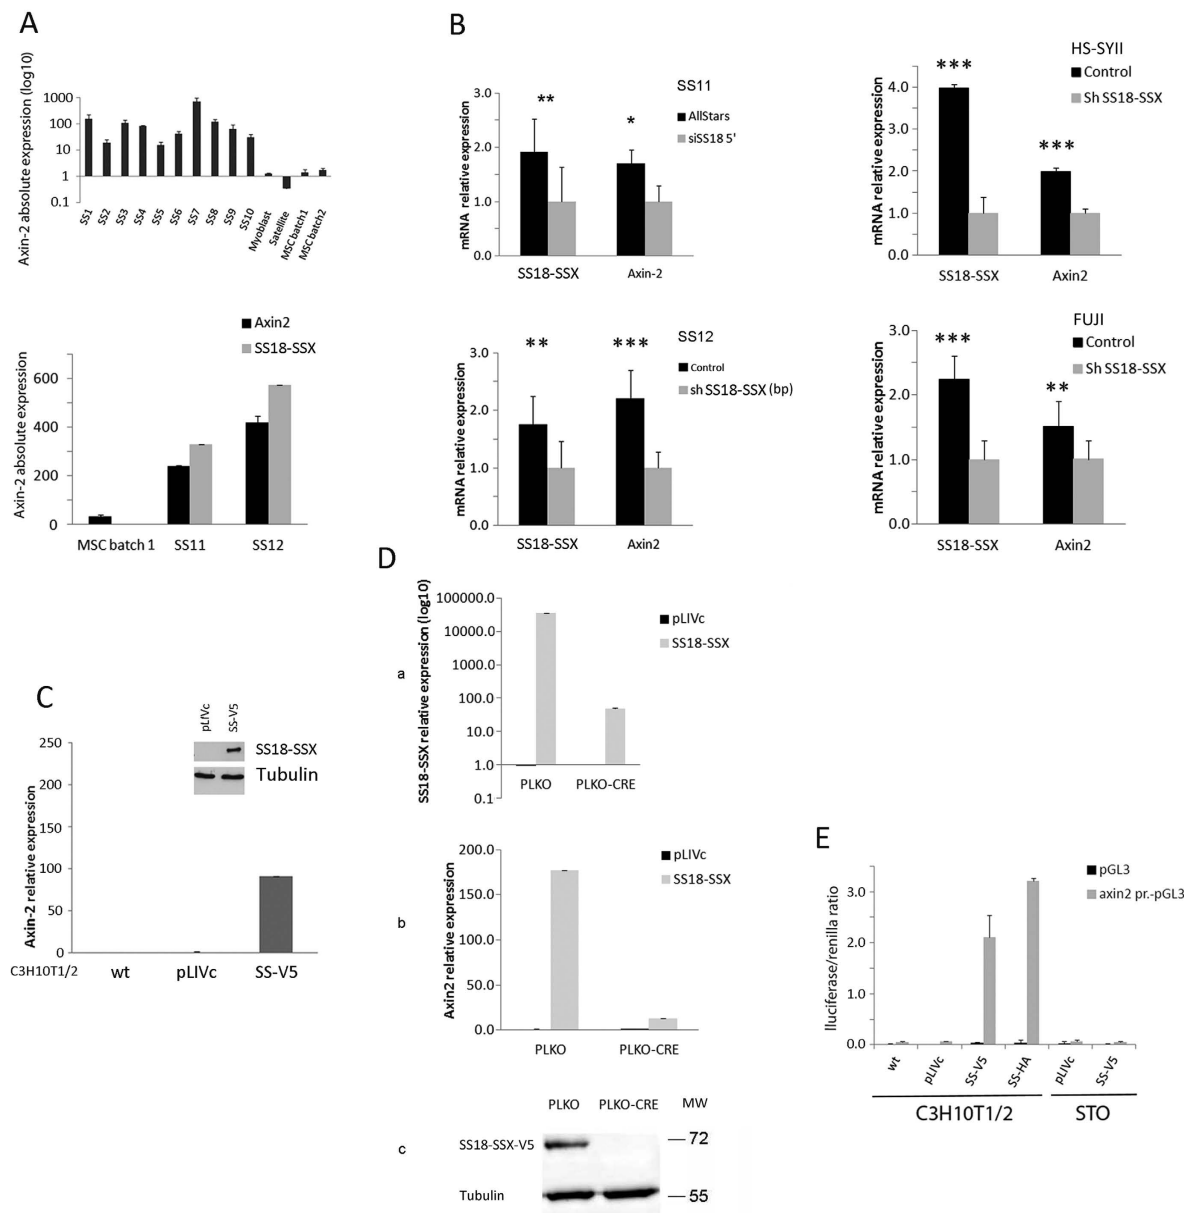 A
Axin-2 absolute expression (log10)
1000
100
10
1
0.1
SS1
SS2
SS3
SS4
SS5
SS6
SS7
SS8
SS9
SS10
Myoblast
Satellite
MSC batch1
MSC batch2
Axin-2 absolute expression
Axin2
SS18-SSX
600
400
200
0
MSC batch 1 SS11 SS12
B
mRNA relative expression
3.0
2.0
1.0
0.0
** *
SS11
AllStars
siSS18 5'
SS18-SSX Axin-2
mRNA relative expression
4.0
4.0
2.0
1.0
0.0
*** ***
HS-SYII
Control
Sh SS18-SSX
SS18-SSX Axin2
mRNA relative expression
3.0
2.0
1.0
0.0
** ***
SS12
Control
sh SS18-SSX (bp)
SS18-SSX Axin2
mRNA relative expression
3.0
2.0
1.0
0.0
*** **
FUJI
Control
Sh SS18-SSX
SS18-SSX Axin2
C
Axin-2 relative expression
250
200
150
100
50
0
pLIVc SS-V5
SS18-SSX
Tubulin
C3H10T1/2 wt pLIVc SS-V5
D
a
SS18-SSX relative expression (log10)
100000.0
10000.0
1000.0
100.0
10.0
1.0
0.1
pLIVc
SS18-SSX
PLKO PLKO-CRE
b
Axin2 relative expression
200.0
150.0
100.0
50.0
0.0
pLIVc
SS18-SSX
PLKO PLKO-CRE
c
PLKO PLKO-CRE MW
SS18-SSX-V5 72
Tubulin 55
E
lluciferase/renilla ratio
3.0
2.0
1.0
0.0
pGL3
axin2 pr.-pGL3
wt
pLIVc
SS-V5
SS-HA
pLIVc
SS-V5
C3H10T1/2 STO